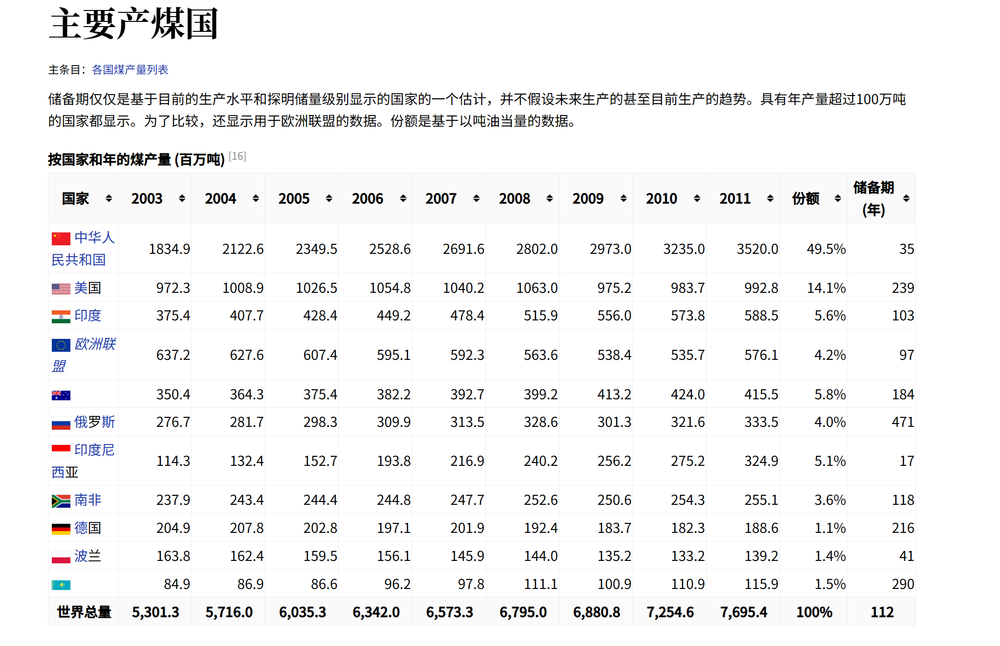 主要产煤国
主条目：各国煤产量列表
储备期仅仅是基于目前的生产水平和探明储量级别显示的国家的一个估计，并不假设未来生产的甚至目前生产的趋势。具有年产量超过100万吨
的国家都显示。为了比较，还显示用于欧洲联盟的数据。份额是基于以吨油当量的数据。
按国家和年的煤产量 (百万吨) [16]
国家 2003 2004 2005 2006 2007 2008 2009 2010 2011 份额 储备期
(年)
中华人
民共和国 1834.9 2122.6 2349.5 2528.6 2691.6 2802.0 2973.0 3235.0 3520.0 49.5% 35
美国 972.3 1008.9 1026.5 1054.8 1040.2 1063.0 975.2 983.7 992.8 14.1% 239
印度 375.4 407.7 428.4 449.2 478.4 515.9 556.0 573.8 588.5 5.6% 103
欧洲联
盟 637.2 627.6 607.4 595.1 592.3 563.6 538.4 535.7 576.1 4.2% 97
350.4 364.3 375.4 382.2 392.7 399.2 413.2 424.0 415.5 5.8% 184
俄罗斯 276.7 281.7 298.3 309.9 313.5 328.6 301.3 321.6 333.5 4.0% 471
印度尼
西亚 114.3 132.4 152.7 193.8 216.9 240.2 256.2 275.2 324.9 5.1% 17
南非 237.9 243.4 244.4 244.8 247.7 252.6 250.6 254.3 255.1 3.6% 118
德国 204.9 207.8 202.8 197.1 201.9 192.4 183.7 182.3 188.6 1.1% 216
波兰 163.8 162.4 159.5 156.1 145.9 144.0 135.2 133.2 139.2 1.4% 41
84.9 86.9 86.6 96.2 97.8 111.1 100.9 110.9 115.9 1.5% 290
世界总量 5,301.3 5,716.0 6,035.3 6,342.0 6,573.3 6,795.0 6,880.8 7,254.6 7,695.4 100% 112